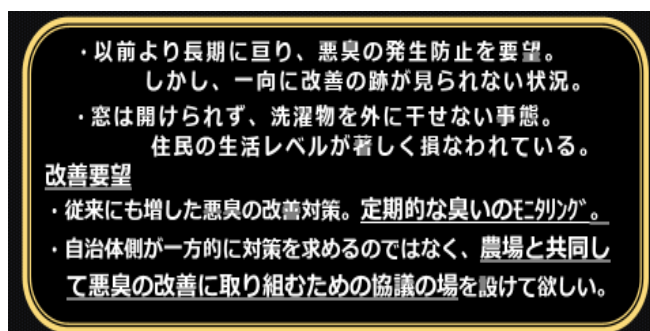 ・以前より長期に亘り、悪臭の発生防止を要望。
しかし、一向に改善の跡が見られない状況。
・窓は開けられず、洗濯物を外に干せない事態。
住民の生活レベルが著しく損なわれている。
改善要望
・従来にも増した悪臭の改善対策。定期的な臭いのﾓﾆﾀﾘﾝｸﾞ。
・自治体側が一方的に対策を求めるのではなく、農場と共同し
て悪臭の改善に取り組むための協議の場を設けて欲しい。